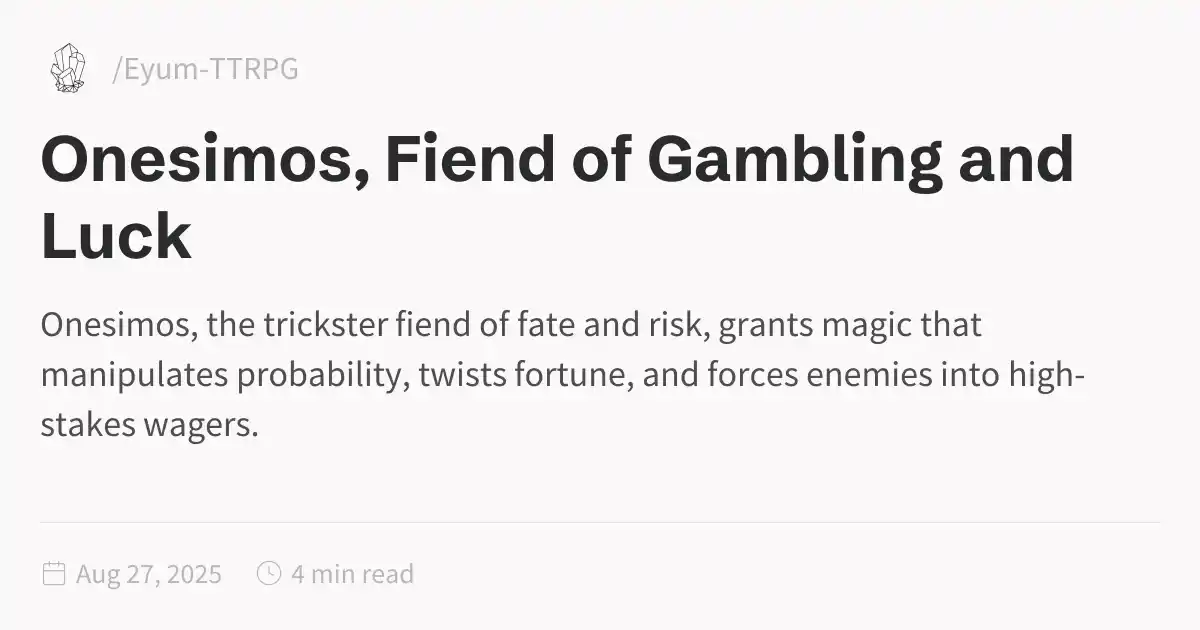 /Eyum-TTRPG
Onesimos, Fiend of Gambling and
Luck
Onesimos, the trickster fiend of fate and risk, grants magic that
manipulates probability, twists fortune, and forces enemies into high-
stakes wagers.
Aug 27, 2025 4 min read